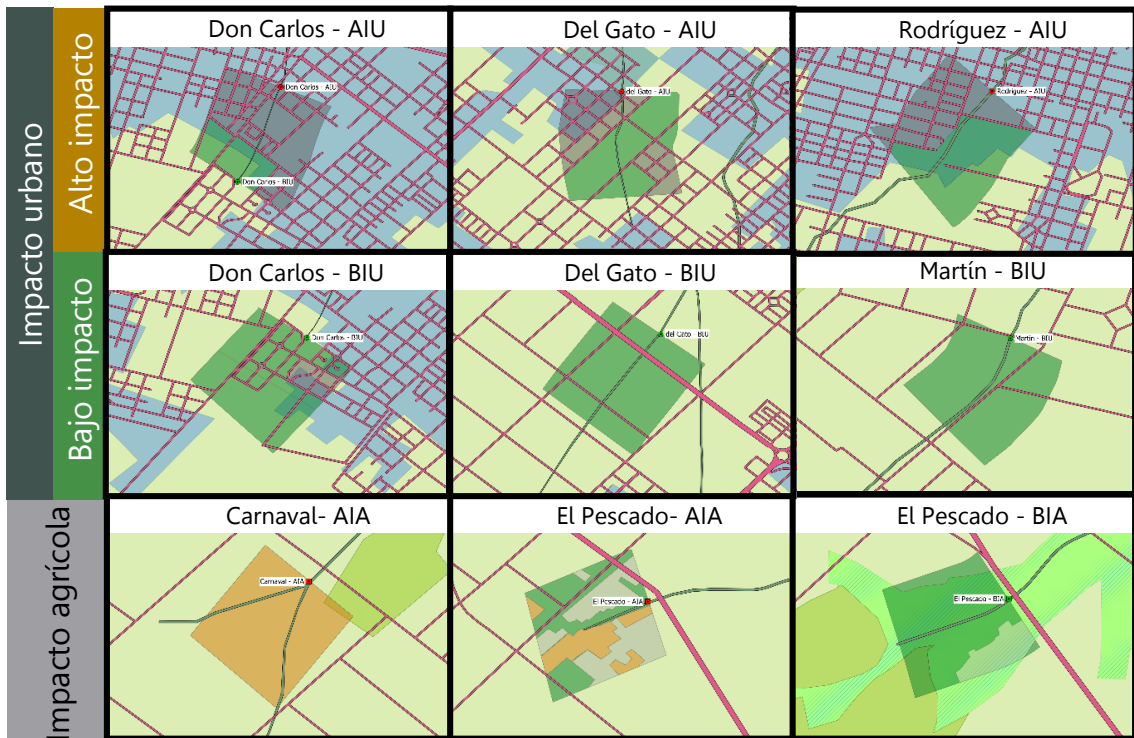 Impacto urbano
Alto impacto
Don Carlos - AIU
Don Carlos - AIU
Don Carlos - BIU
Del Gato - AIU
del Gato - AIU
Rodríguez - AIU
Rodríguez - AIU
Bajo impacto
Don Carlos - BIU
Don Carlos - BIU
Del Gato - BIU
del Gato - BIU
Martín - BIU
Martín - BIU
Impacto agrícola
Carnaval- AIA
Carnaval - AIA
El Pescado- AIA
El Pescado - AIA
El Pescado - BIA
El Pescado - BIA